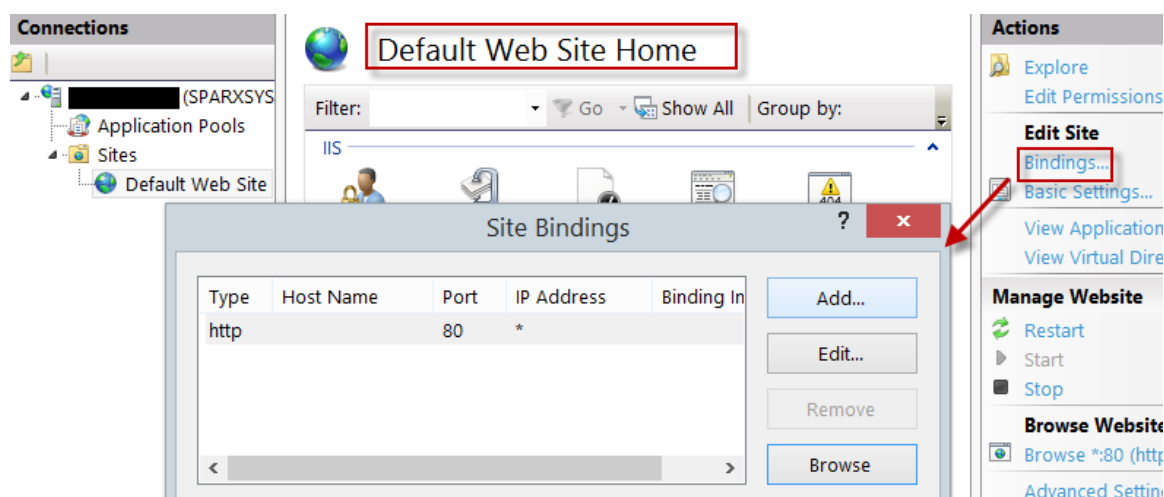 Connections
(SPARXSYS
Application Pools
Sites
Default Web Site
Default Web Site Home
Filter:
Go
Show All
Group by:
IIS
404
Site Bindings
?
x
Type Host Name Port IP Address Binding In
http 80 *
Add...
Edit...
Remove
Browse
Actions
Explore
Edit Permissions
Edit Site
Bindings...
Basic Settings...
View Application
View Virtual Dire
Manage Website
Restart
Start
Stop
Browse Website
Browse *:80 (http
Advanced Setting